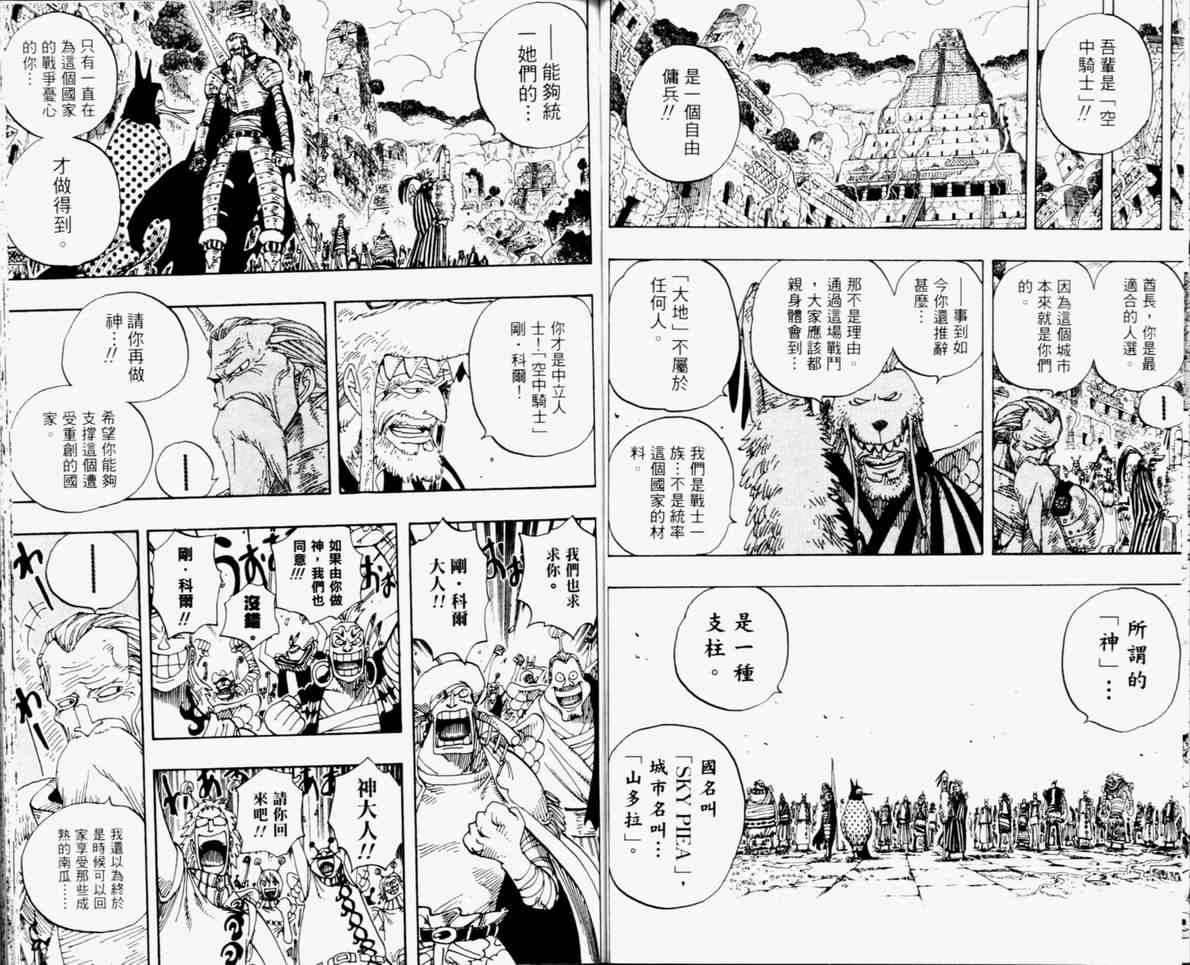 吾輩是「空
中騎士」!!
是一個自由
傭兵!!
酋長，你是最
適合的人選。
因為這個城市
本來就是你們
的。
——事到如
今你還推辭
甚麼…
那不是理由。
通過這場戰鬥
，大家應該都
親身體會到…
「大地」不屬於
任何人。
我們是戰士一
族…不是統率
這個國家的材
料。
所謂的
「神」…
是一種
支柱。
國名叫
「SKY PIEA」，
城市名叫…
「山多拉」。
——能夠統
一她們的…
只有一直在
為這個國家
的戰爭憂心
的你…
才做得到。
你才是中立人
士！「空中騎士」
剛·科爾！
請你再做
神…!!
希望你能夠
支撐這個遭
受重創的國
家。
我們也求
求你。
剛·科爾
大人!!
おお
如果由你做
神，我們也
同意!!!
うおお
沒錯。
剛·科爾!!
神大人!!
請你回
來吧!!
わー
わー
我還以為終於
是時候可以回
家享受那些成
熟的南瓜……